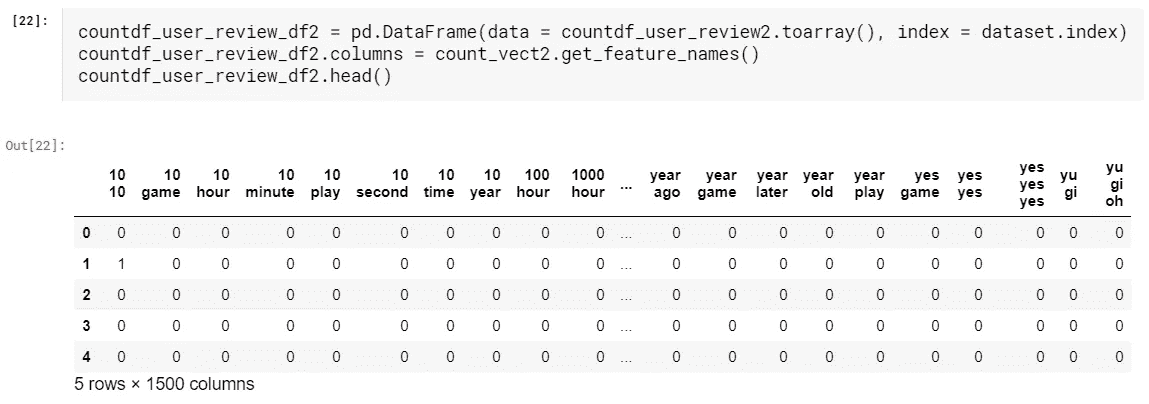 [22]:
countdf_user_review_df2 = pd.DataFrame(data = countdf_user_review2.toarray(), index = dataset.index)
countdf_user_review_df2.columns = count_vect2.get_feature_names()
countdf_user_review_df2.head()
Out[22]:
10 10 10 game 10 hour 10 minute 10 play 10 second 10 time 10 year 100 hour 1000 hour ... year ago year game year later year old year play yes game yes yes yes yes yes yu gi yu gi oh
0 0 0 0 0 0 0 0 0 0 0 ... 0 0 0 0 0 0 0 0 0 0
1 1 0 0 0 0 0 0 0 0 0 ... 0 0 0 0 0 0 0 0 0 0
2 0 0 0 0 0 0 0 0 0 0 ... 0 0 0 0 0 0 0 0 0 0
3 0 0 0 0 0 0 0 0 0 0 ... 0 0 0 0 0 0 0 0 0 0
4 0 0 0 0 0 0 0 0 0 0 ... 0 0 0 0 0 0 0 0 0 0
5 rows × 1500 columns